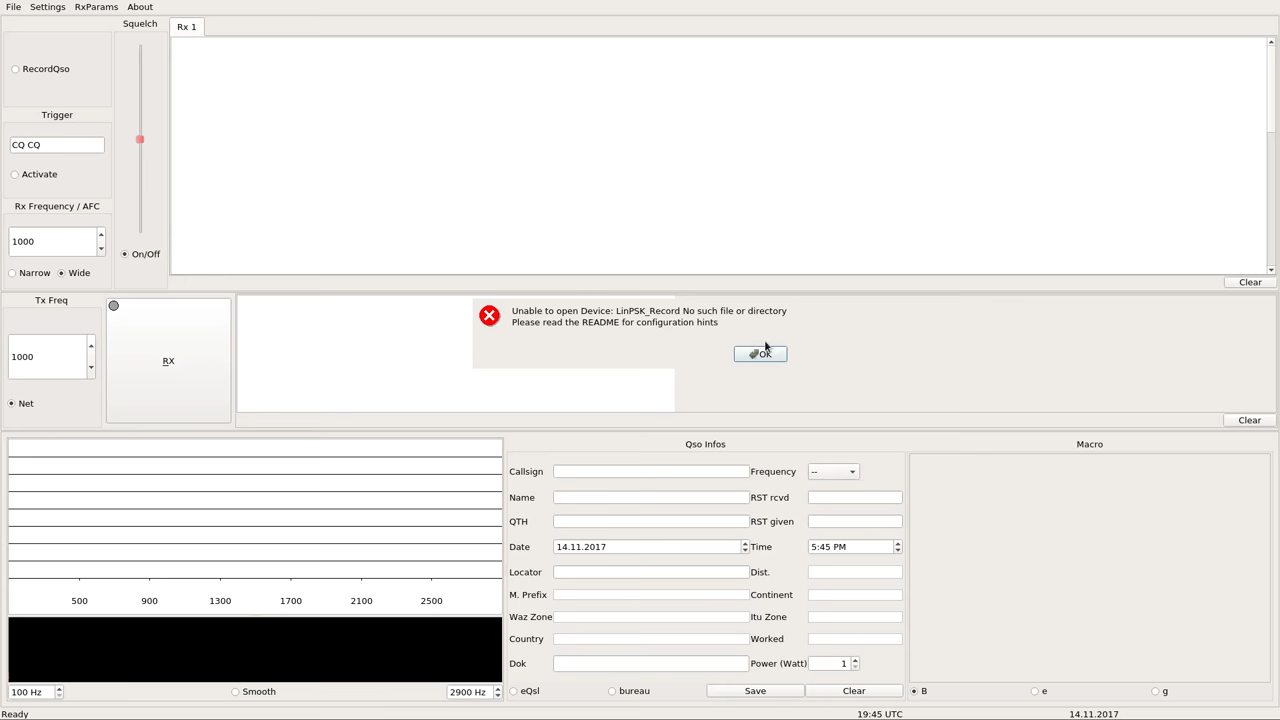 File Settings RxParams About
Squelch
Rx 1
RecordQso
Trigger
CQ CQ
Activate
Rx Frequency / AFC
1000
On/Off
Narrow Wide
Clear
Tx Freq
1000
RX
Net
Unable to open Device: LinPSK_Record No such file or directory
Please read the README for configuration hints
OK
Clear
500 900 1300 1700 2100 2500
100 Hz Smooth 2900 Hz
Qso Infos
Callsign Frequency --
Name RST rcvd
QTH RST given
Date 14.11.2017 Time 5:45 PM
Locator Dist.
M. Prefix Continent
Waz Zone Itu Zone
Country Worked
Dok Power (Watt) 1
eQsl bureau Save Clear
Macro
B e g
Ready 19:45 UTC 14.11.2017